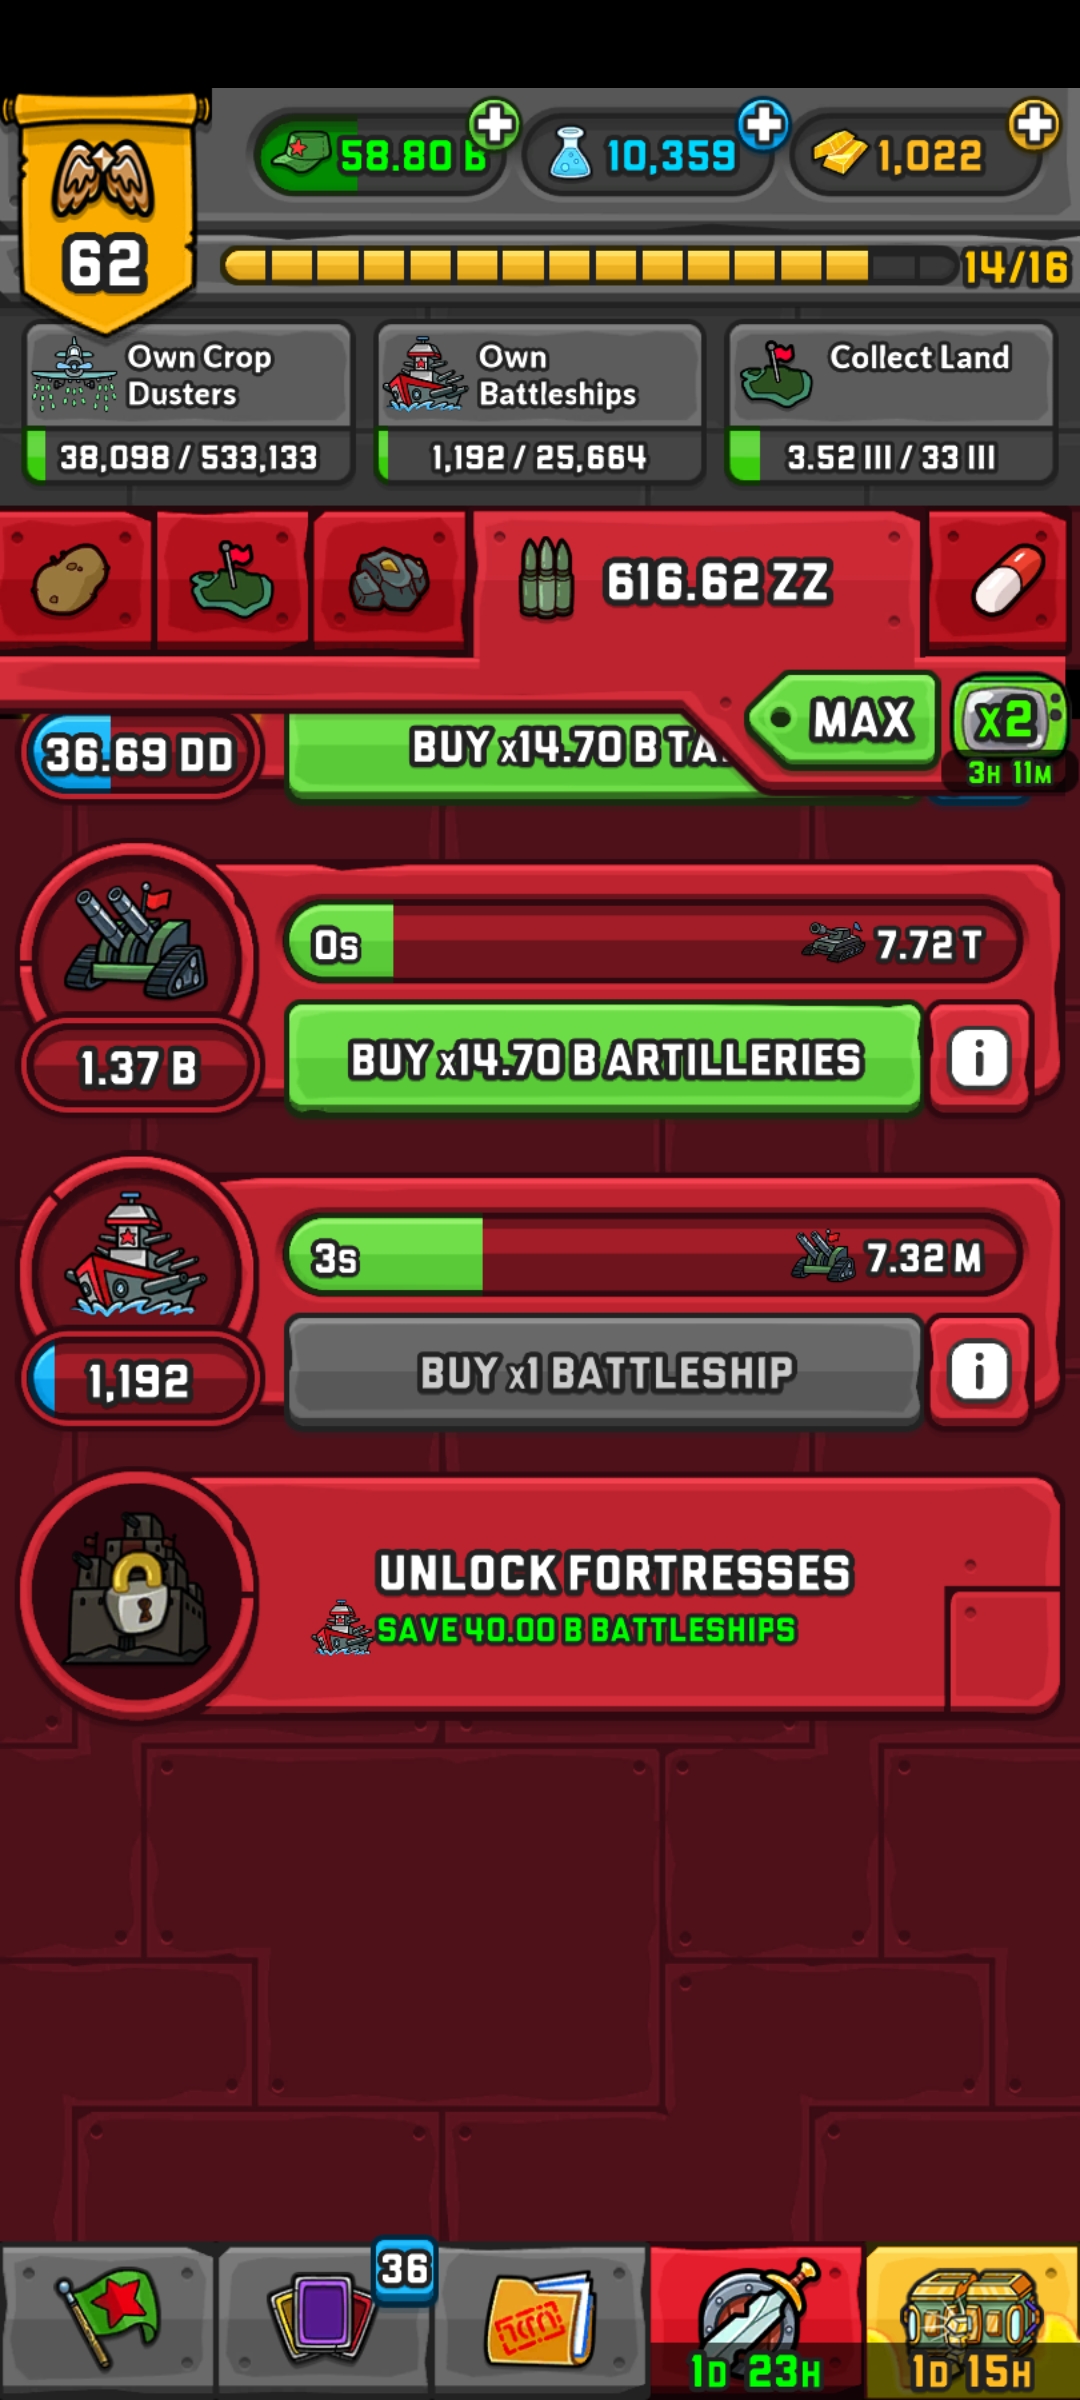 58.80 B
10,359
1,022
62
14/16
Own Crop
Dusters
38,098 / 533,133
Own
Battleships
1,192 / 25,664
Collect Land
3.52 III / 33 III
616.62 ZZ
MAX
x2
3H 11M
36.69 DD
BUY x14.70 B TA
0s
7.72 T
1.37 B
BUY x14.70 B ARTILLERIES
i
3s
7.32 M
1,192
BUY x1 BATTLESHIP
i
UNLOCK FORTRESSES
SAVE 40.00 B BATTLESHIPS
36
1D 23H
1D 15H